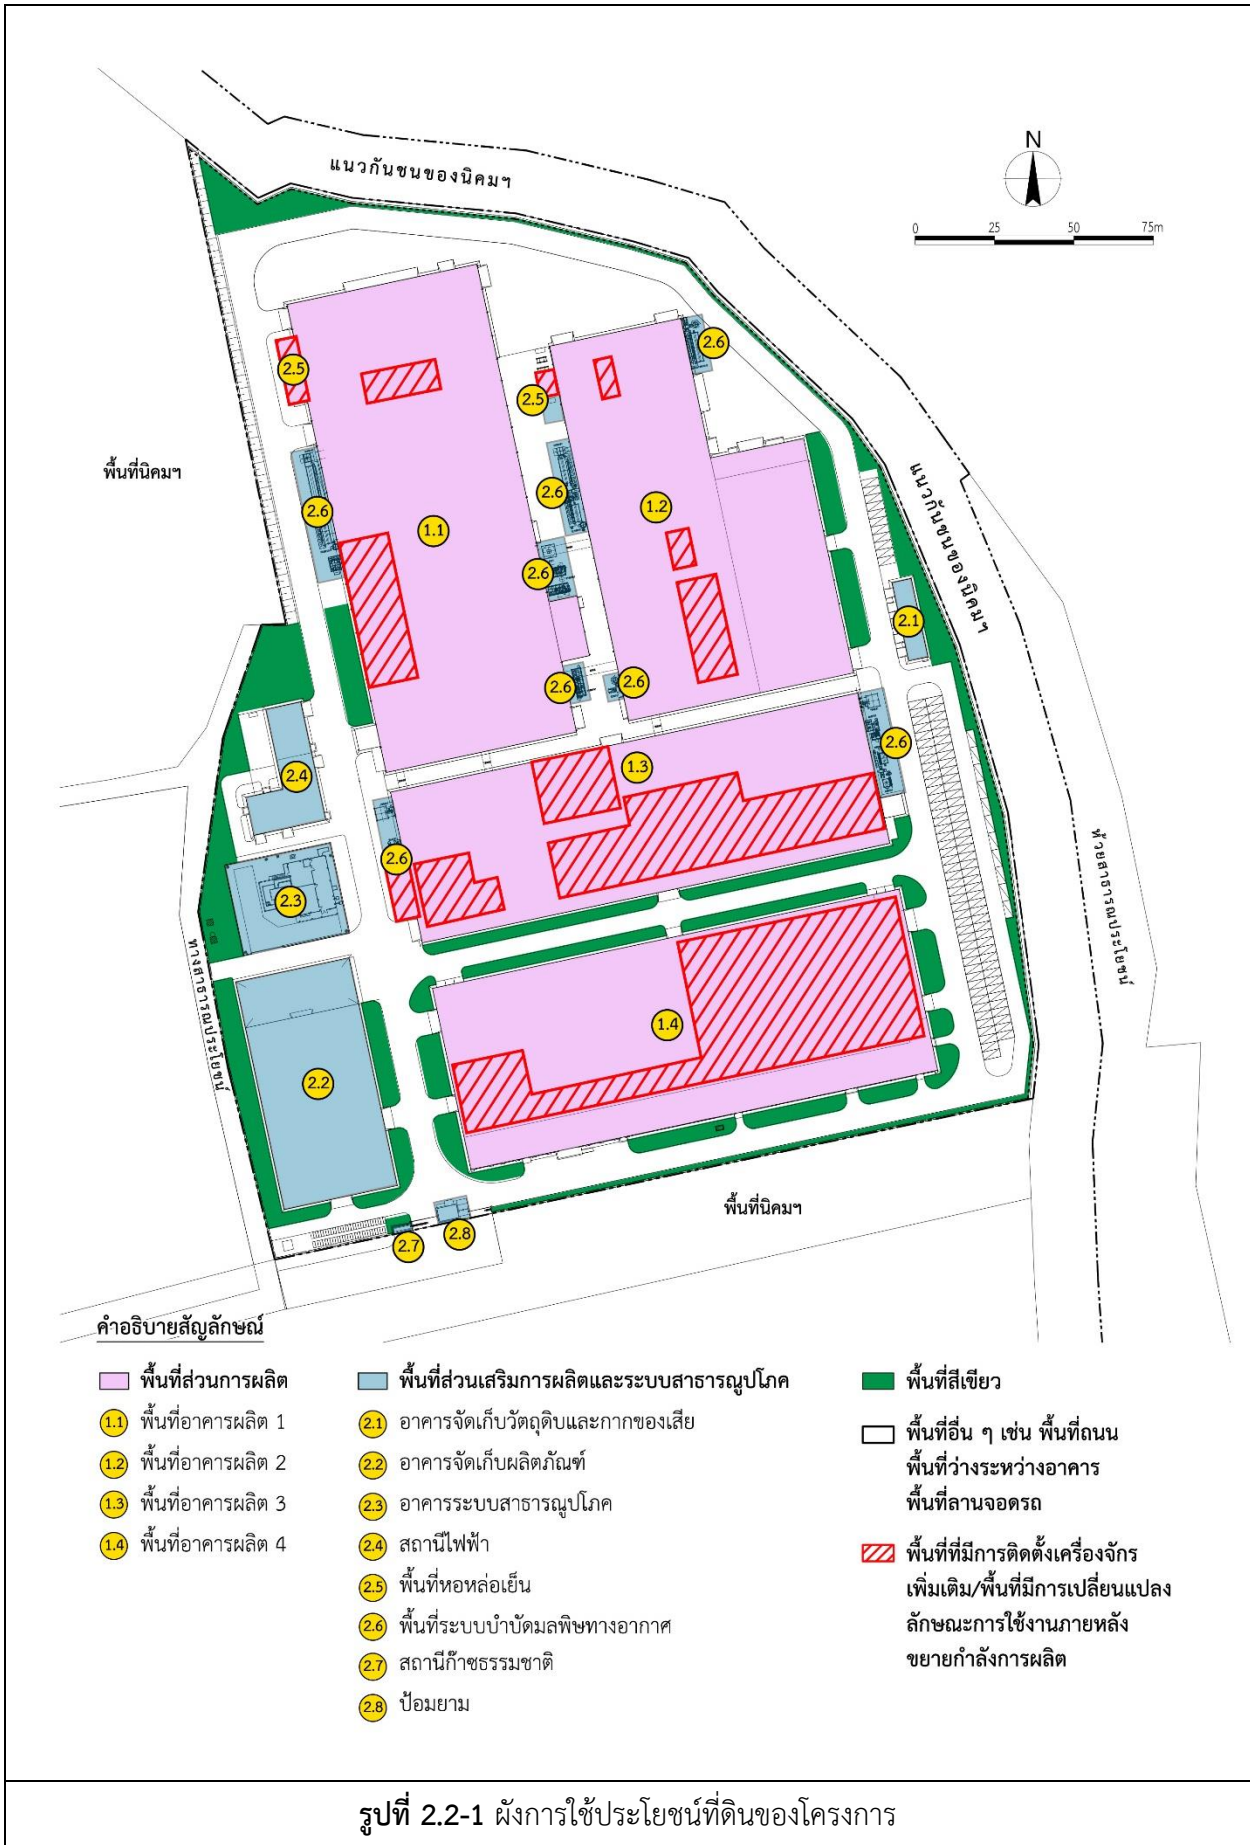 แนวกันชนของนิคมฯ
N
0 25 50 75m
2.5
2.6
2.5
พื้นที่นิคมฯ
แนวกันชนของนิคมฯ
2.6
2.6
1.2
1.1
2.6
2.1
2.6
2.6
2.6
1.3
2.4
2.6
2.3
ห้วยสาธารณประโยชน์
ทางสาธารณประโยชน์
1.4
2.2
พื้นที่นิคมฯ
2.7
2.8
คำอธิบายสัญลักษณ์
พื้นที่ส่วนการผลิต
1.1 พื้นที่อาคารผลิต 1
1.2 พื้นที่อาคารผลิต 2
1.3 พื้นที่อาคารผลิต 3
1.4 พื้นที่อาคารผลิต 4
พื้นที่ส่วนเสริมการผลิตและระบบสาธารณูปโภค
2.1 อาคารจัดเก็บวัตถุดิบและกากของเสีย
2.2 อาคารจัดเก็บผลิตภัณฑ์
2.3 อาคารระบบสาธารณูปโภค
2.4 สถานีไฟฟ้า
2.5 พื้นที่หอหล่อเย็น
2.6 พื้นที่ระบบบำบัดมลพิษทางอากาศ
2.7 สถานีก๊าซธรรมชาติ
2.8 ป้อมยาม
พื้นที่สีเขียว
พื้นที่อื่น ๆ เช่น พื้นที่ถนน
พื้นที่ว่างระหว่างอาคาร
พื้นที่ลานจอดรถ
พื้นที่ที่มีการติดตั้งเครื่องจักร
เพิ่มเติม/พื้นที่มีการเปลี่ยนแปลง
ลักษณะการใช้งานภายหลัง
ขยายกำลังการผลิต
รูปที่ 2.2-1 ผังการใช้ประโยชน์ที่ดินของโครงการ